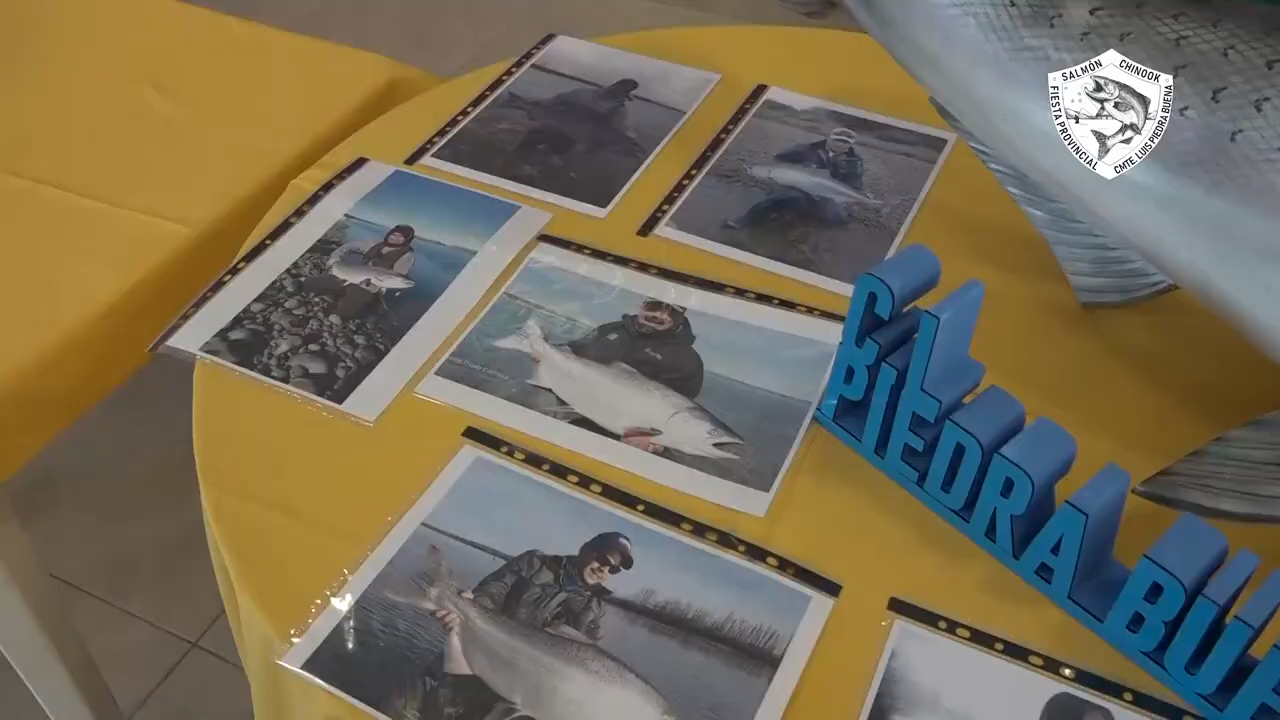 SALMÓN CHINOOK
FIESTA PROVINCIAL
CMTE. LUIS PIEDRA BUENA
C L
PIEDRA BUE